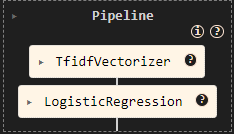 Pipeline
i ?
TfidfVectorizer ?
LogisticRegression ?